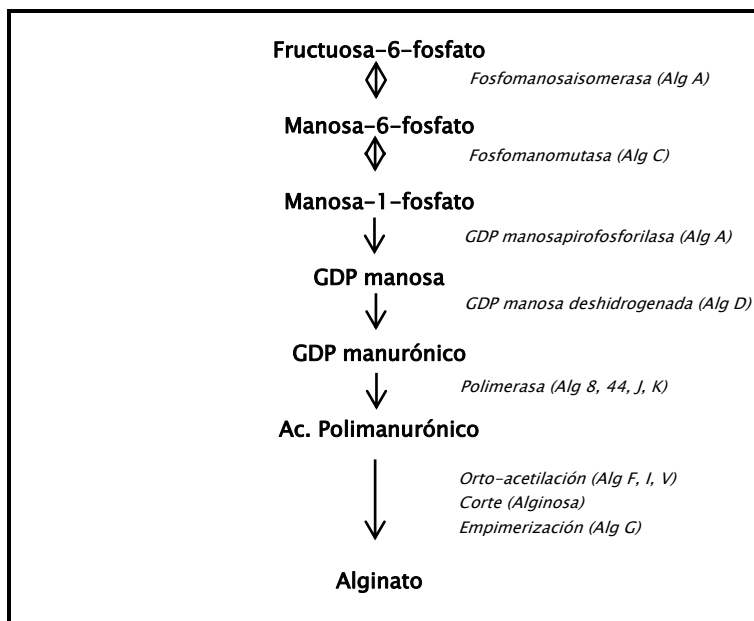 Fructuosa-6-fosfato
Fosfomanosaisomerasa (Alg A)
Manosa-6-fosfato
Fosfomanomutasa (Alg C)
Manosa-1-fosfato
GDP manosapirofosforilasa (Alg A)
GDP manosa
GDP manosa deshidrogenada (Alg D)
GDP manurónico
Polimerasa (Alg 8, 44, J, K)
Ac. Polimanurónico
Orto-acetilación (Alg F, I, V)
Corte (Alginosa)
Empimerización (Alg G)
Alginato